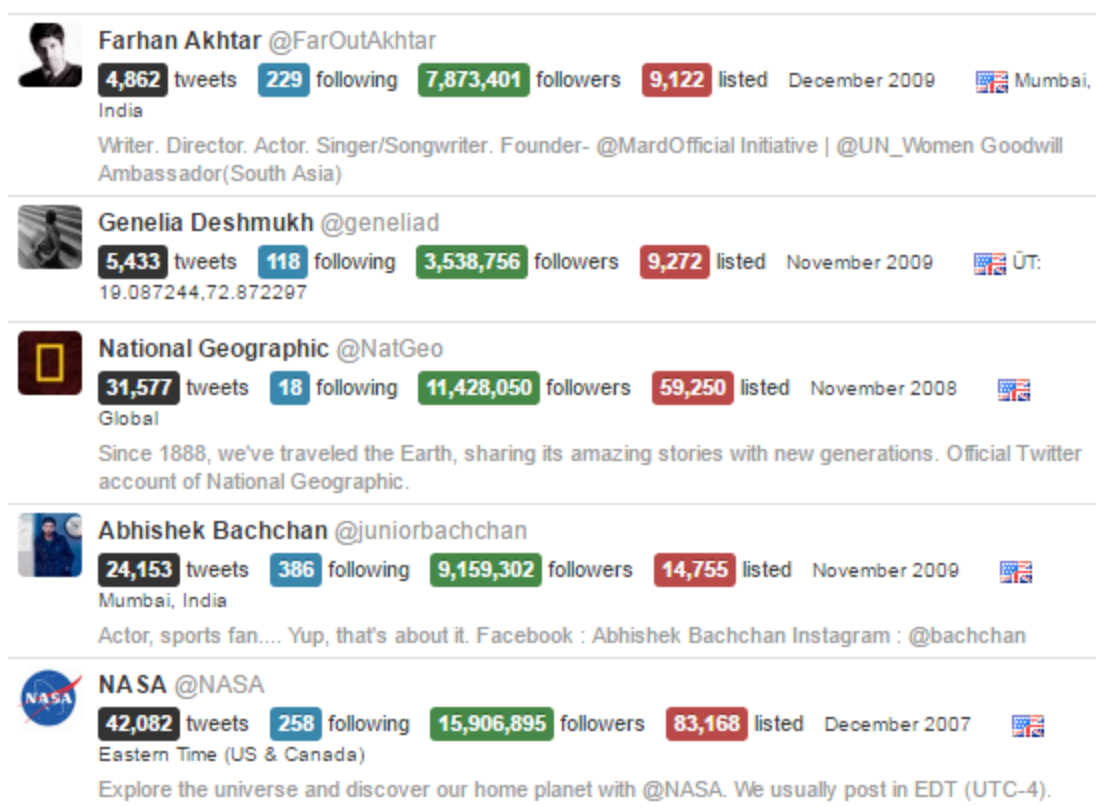 Farhan Akhtar @FarOutAkhtar
4,862 tweets 229 following 7,873,401 followers 9,122 listed December 2009 Mumbai,
India
Writer. Director. Actor. Singer/Songwriter. Founder- @MardOfficial Initiative | @UN_Women Goodwill
Ambassador(South Asia)
Genelia Deshmukh @geneliad
5,433 tweets 118 following 3,538,756 followers 9,272 listed November 2009 ŪT:
19.087244,72.872297
National Geographic @NatGeo
31,577 tweets 18 following 11,428,050 followers 59,250 listed November 2008
Global
Since 1888, we've traveled the Earth, sharing its amazing stories with new generations. Official Twitter
account of National Geographic.
Abhishek Bachchan @juniorbachchan
24,153 tweets 386 following 9,159,302 followers 14,755 listed November 2009
Mumbai, India
Actor, sports fan.... Yup, that's about it. Facebook : Abhishek Bachchan Instagram : @bachchan
NASA
NASA @NASA
42,082 tweets 258 following 15,906,895 followers 83,168 listed December 2007
Eastern Time (US & Canada)
Explore the universe and discover our home planet with @NASA. We usually post in EDT (UTC-4).